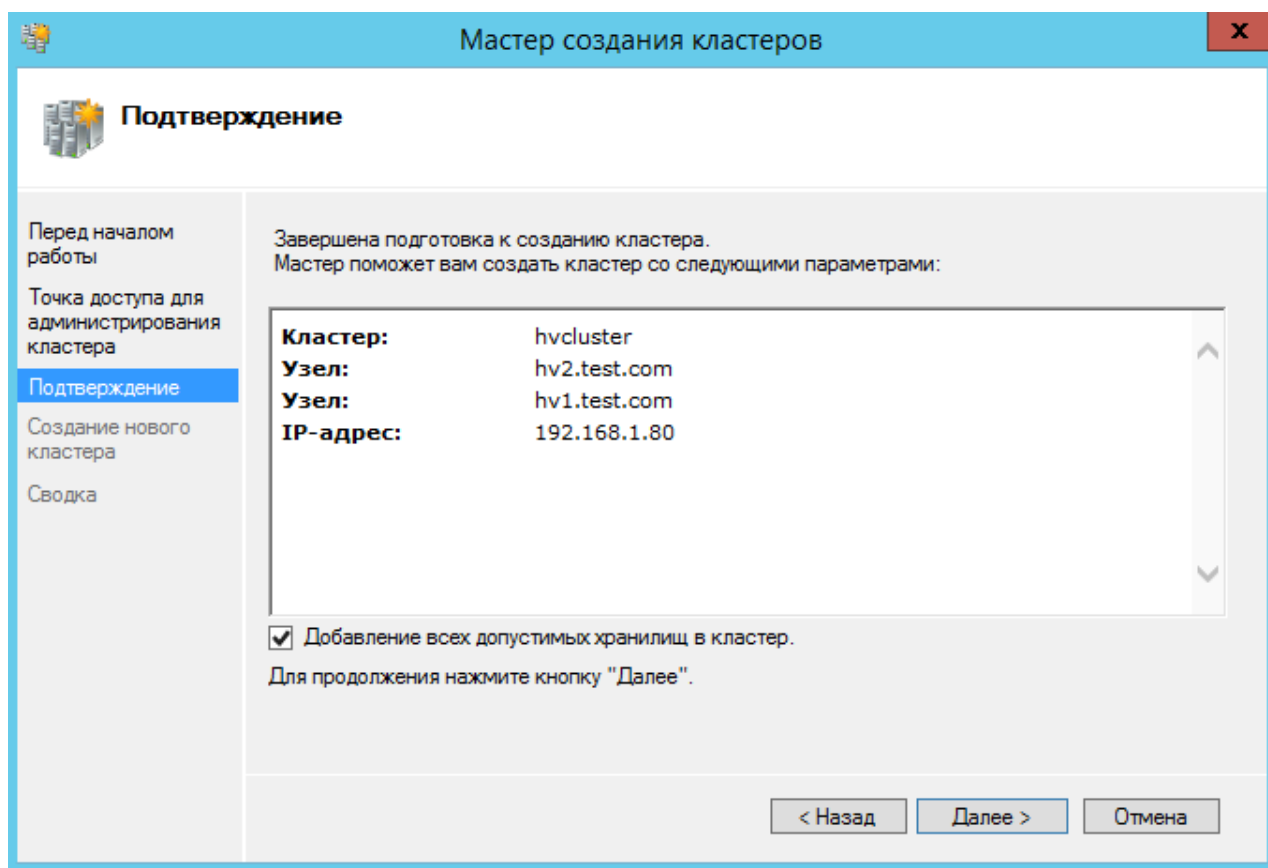 Мастер создания кластеров
x
Подтверждение
Перед началом
работы
Точка доступа для
администрирования
кластера
Подтверждение
Создание нового
кластера
Сводка
Завершена подготовка к созданию кластера.
Мастер поможет вам создать кластер со следующими параметрами:
Кластер: hvcluster
Узел: hv2.test.com
Узел: hv1.test.com
IP-адрес: 192.168.1.80
Добавление всех допустимых хранилищ в кластер.
Для продолжения нажмите кнопку "Далее".
< Назад Далее > Отмена